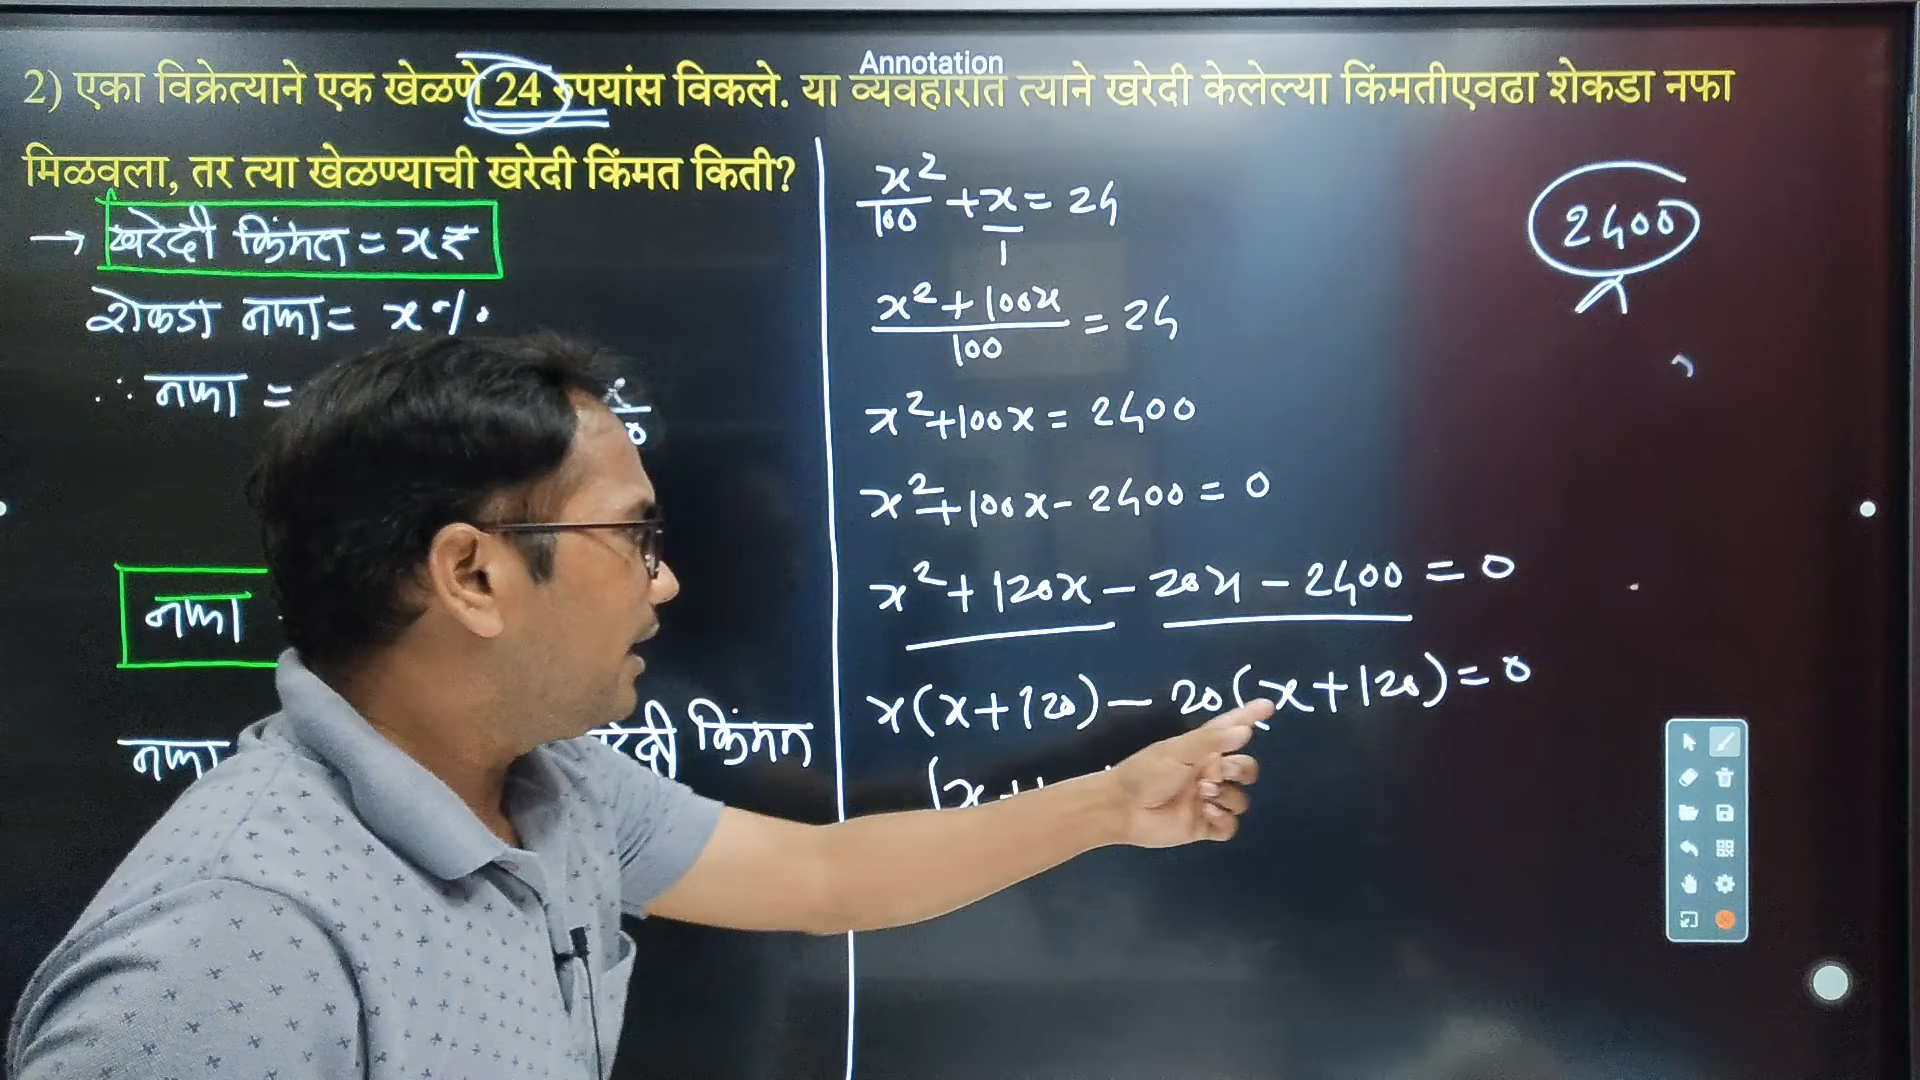 Annotation
2) एका विक्रेत्याने एक खेळणे 24 रुपयांस विकले. या व्यवहारात त्याने खरेदी केलेल्या किंमतीएवढा शेकडा नफा
मिळवला, तर त्या खेळण्याची खरेदी किंमत किती?
→ खरेदी किंमत = x ₹
शेकडा नफा = x %
∴ नफा =
नफा
नफा
खरेदी किंमत
x²/100 + x/1 = 24
(x² + 100x)/100 = 24
x² + 100x = 2400
x² + 100x - 2400 = 0
x² + 120x - 20x - 2400 = 0
x(x+120) - 20(x+120) = 0
(x+1
2400